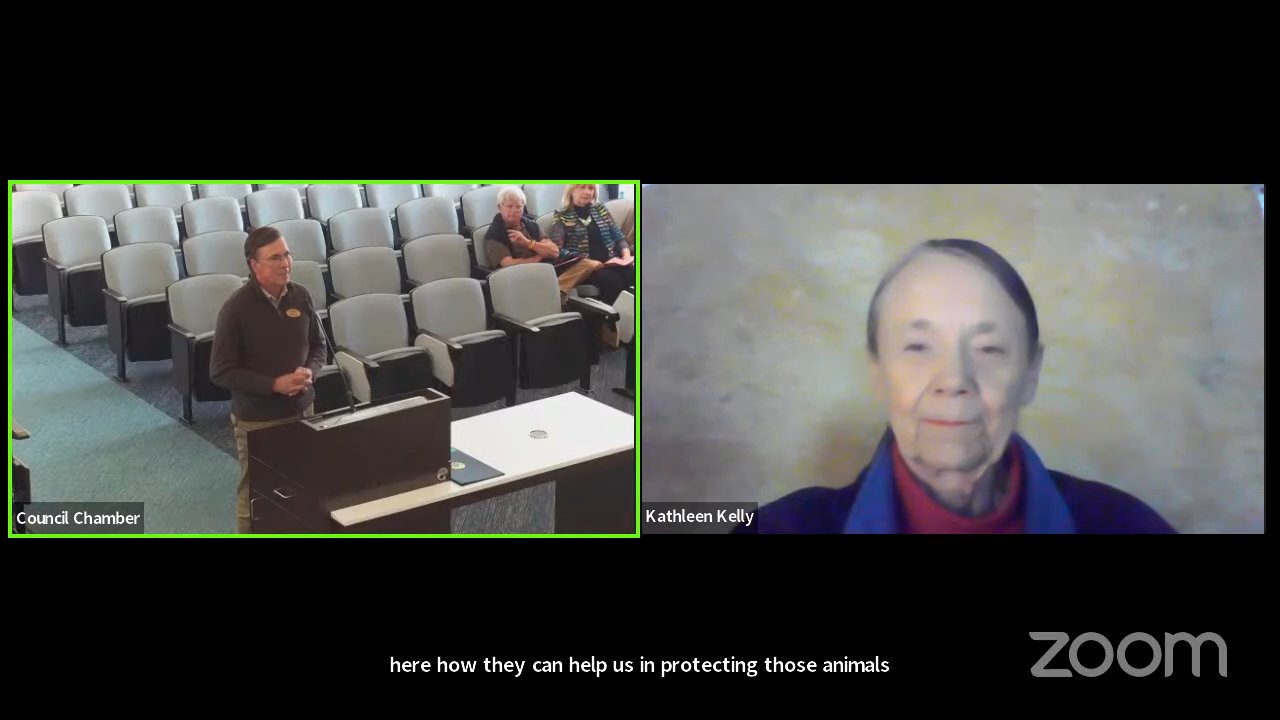 Council Chamber
Kathleen Kelly
here how they can help us in protecting those animals
zoom